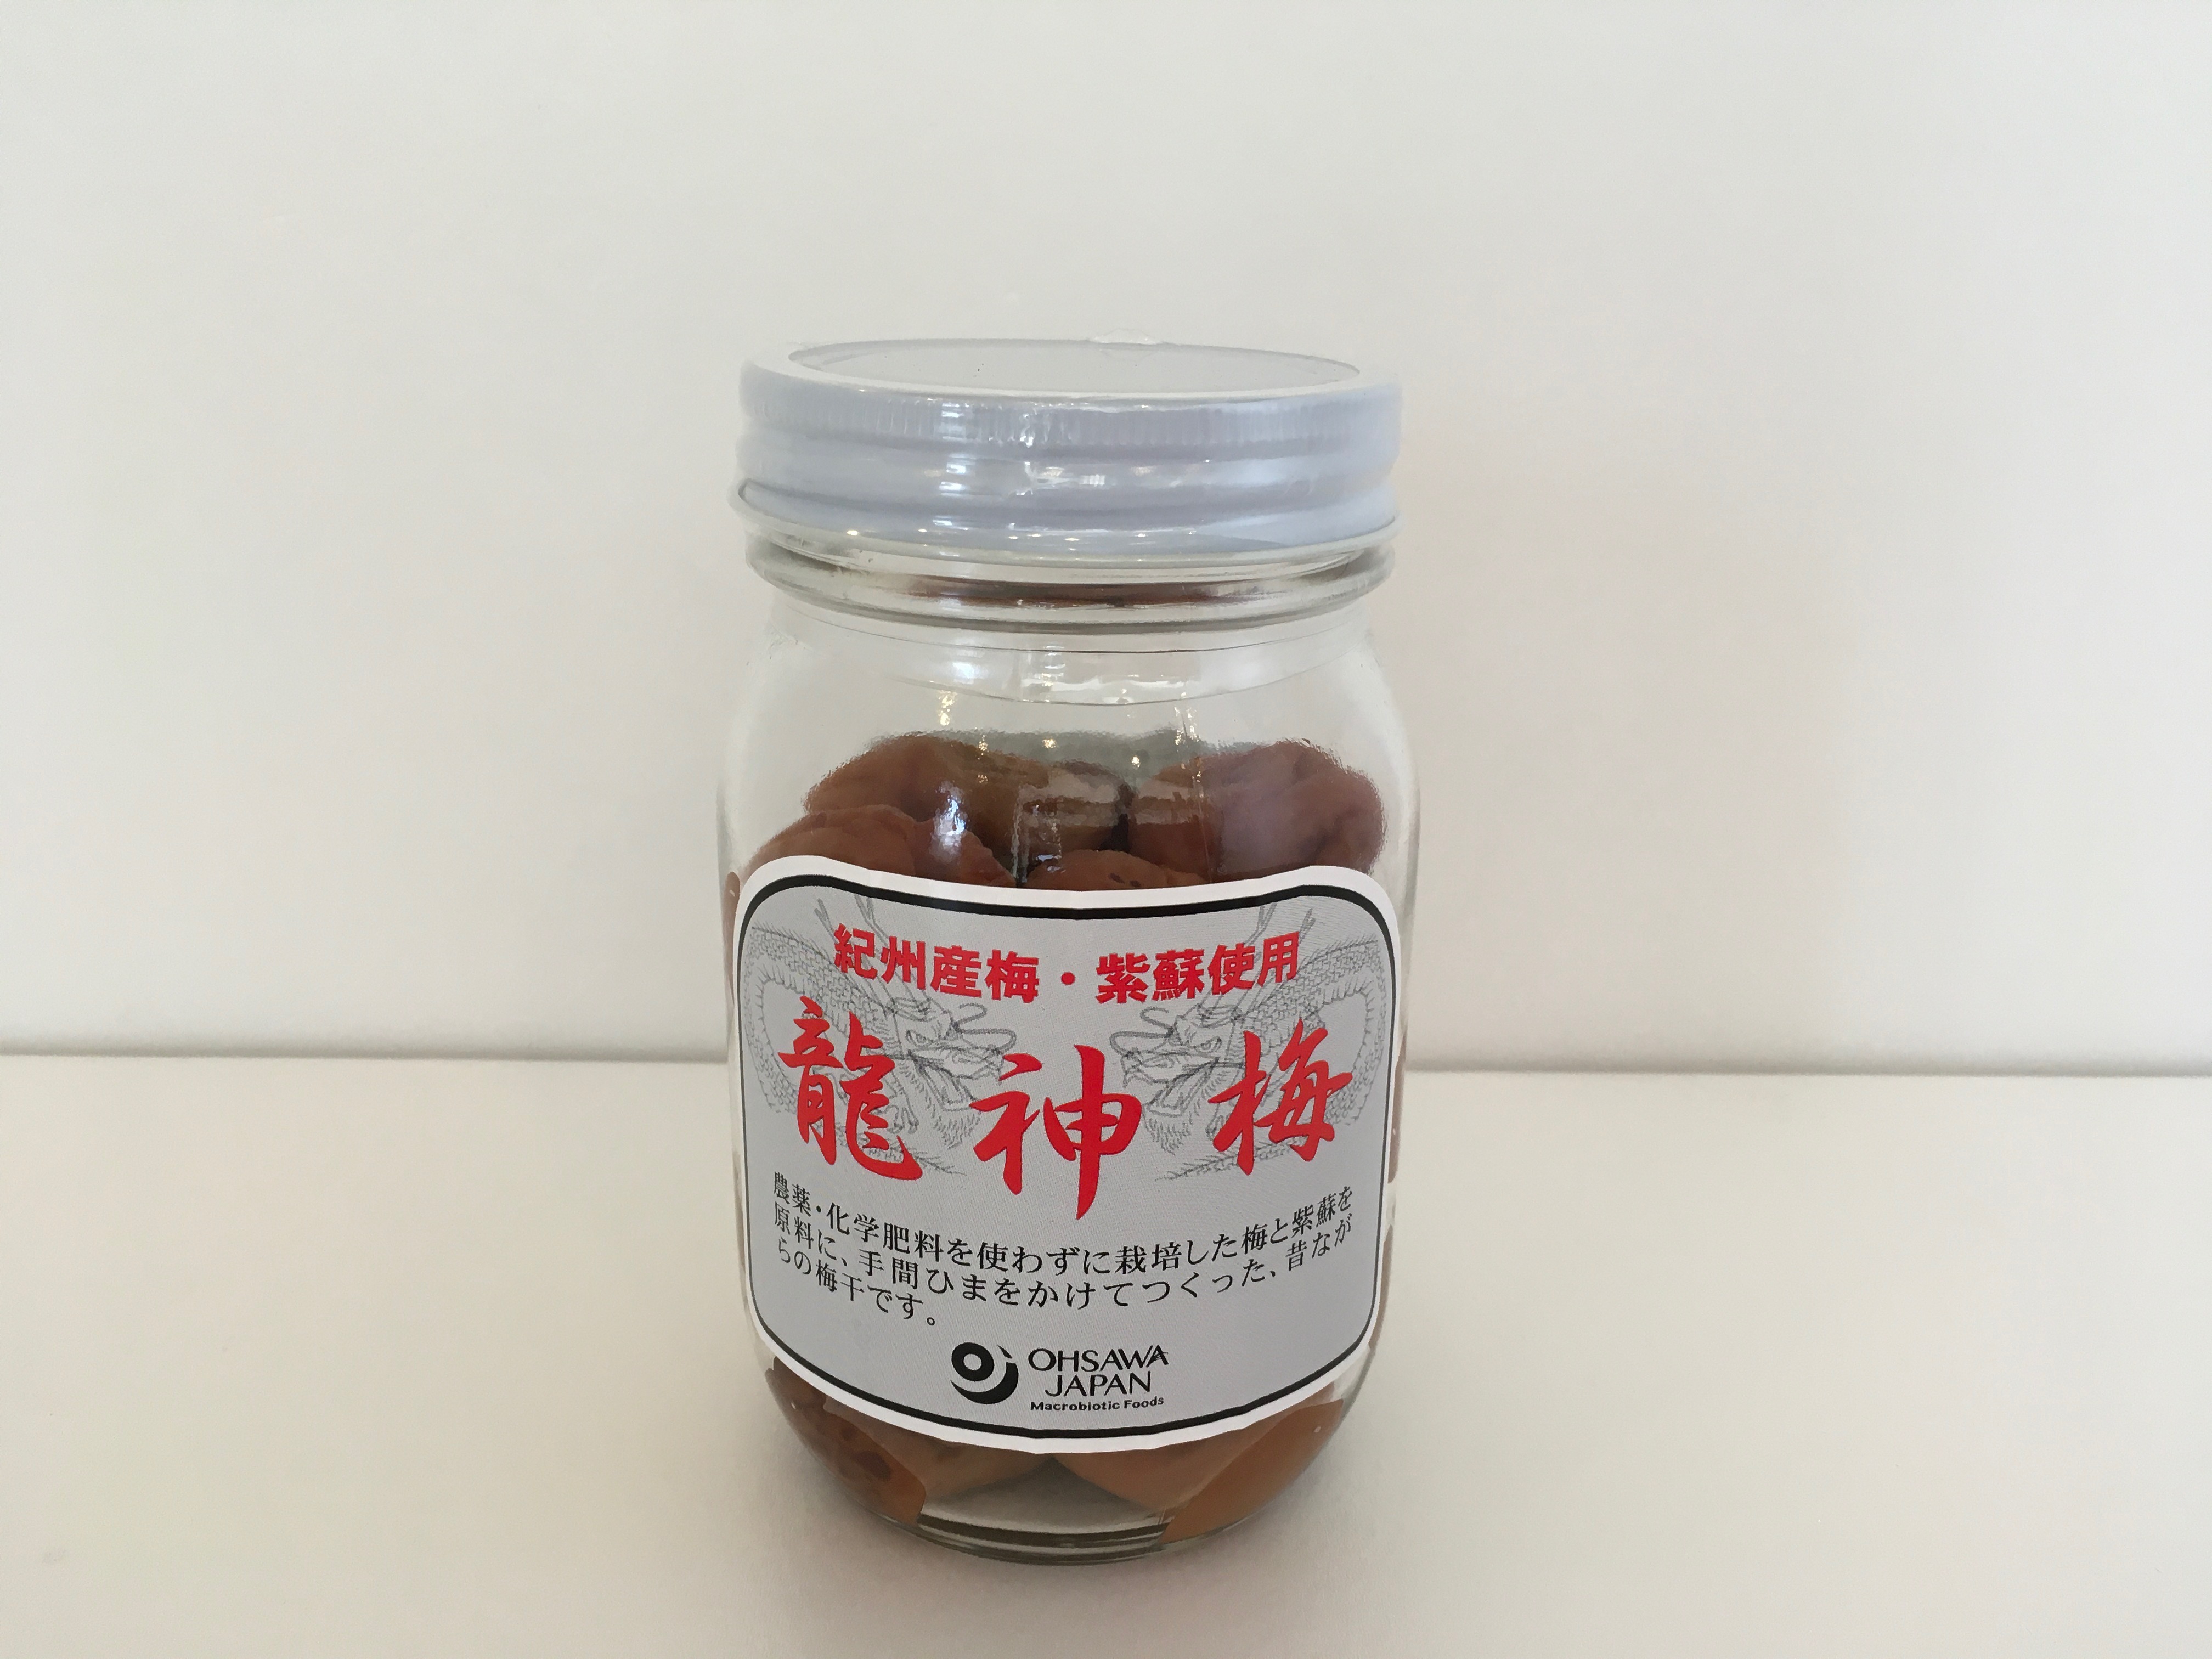 紀州産梅・紫蘇使用
龍神梅
農薬・化学肥料を使わずに栽培した梅と紫蘇を
原料に、手間ひまをかけてつくった、昔なが
らの梅干です。
OHSAWA
JAPAN
Macrobiotic Foods